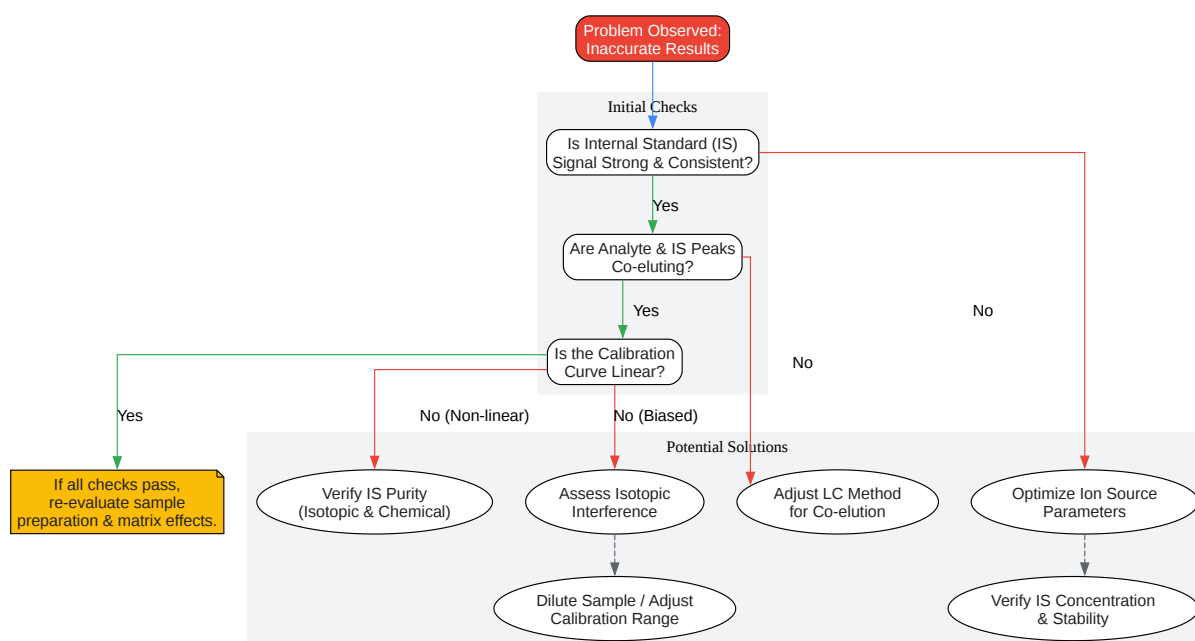 Problem Observed:
Inaccurate Results
Initial Checks
Is Internal Standard (IS)
Signal Strong & Consistent?
Yes
Are Analyte & IS Peaks
Co-eluting?
Yes
No
Is the Calibration
Curve Linear?
No
Yes
No (Non-linear)
No (Biased)
Potential Solutions
If all checks pass,
re-evaluate sample
preparation & matrix effects.
Verify IS Purity
(Isotopic & Chemical)
Assess Isotopic
Interference
Adjust LC Method
for Co-elution
Optimize Ion Source
Parameters
Dilute Sample / Adjust
Calibration Range
Verify IS Concentration
& Stability